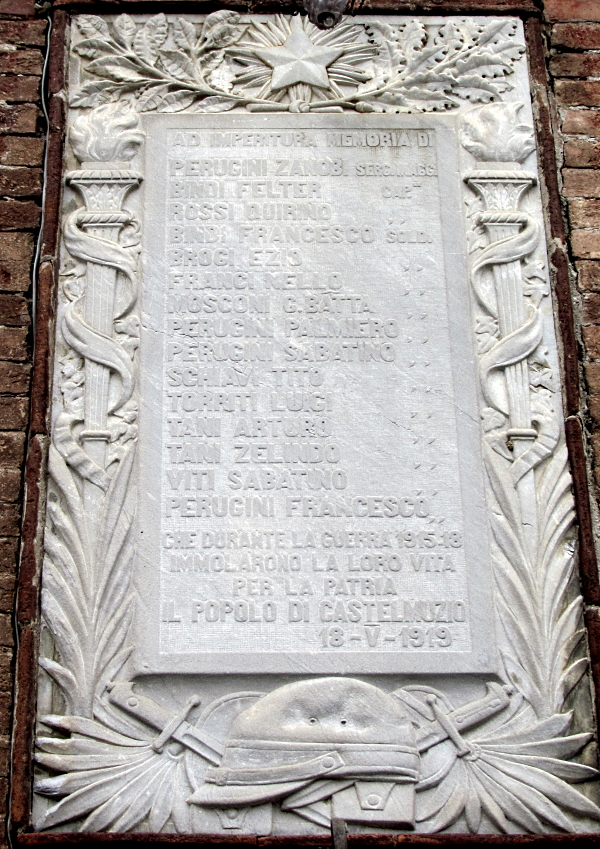 AD IMPERITURA MEMORIA DI
PERUGINI ZANOBI SERG. MAGG.
BINDI FELTER CAP.
ROSSI QUIRINO ,,
BINDI FRANCESCO SOLD.
BROGI EZIO ,,
FRANCI NELLO ,,
MOSCONI G.BATTA ,,
PERUGINI PALMIERO ,,
PERUGINI SABATINO ,,
SCHIAVI TITO ,,
TORRITI LUIGI ,,
TANI ARTURO ,,
TANI ZELINDO ,,
VITI SABATINO ,,
PERUGINI FRANCESCO ,,
CHE DURANTE LA GUERRA 1915-18
IMMOLARONO LA LORO VITA
PER LA PATRIA
IL POPOLO DI CASTELMUZIO
18-V-1919